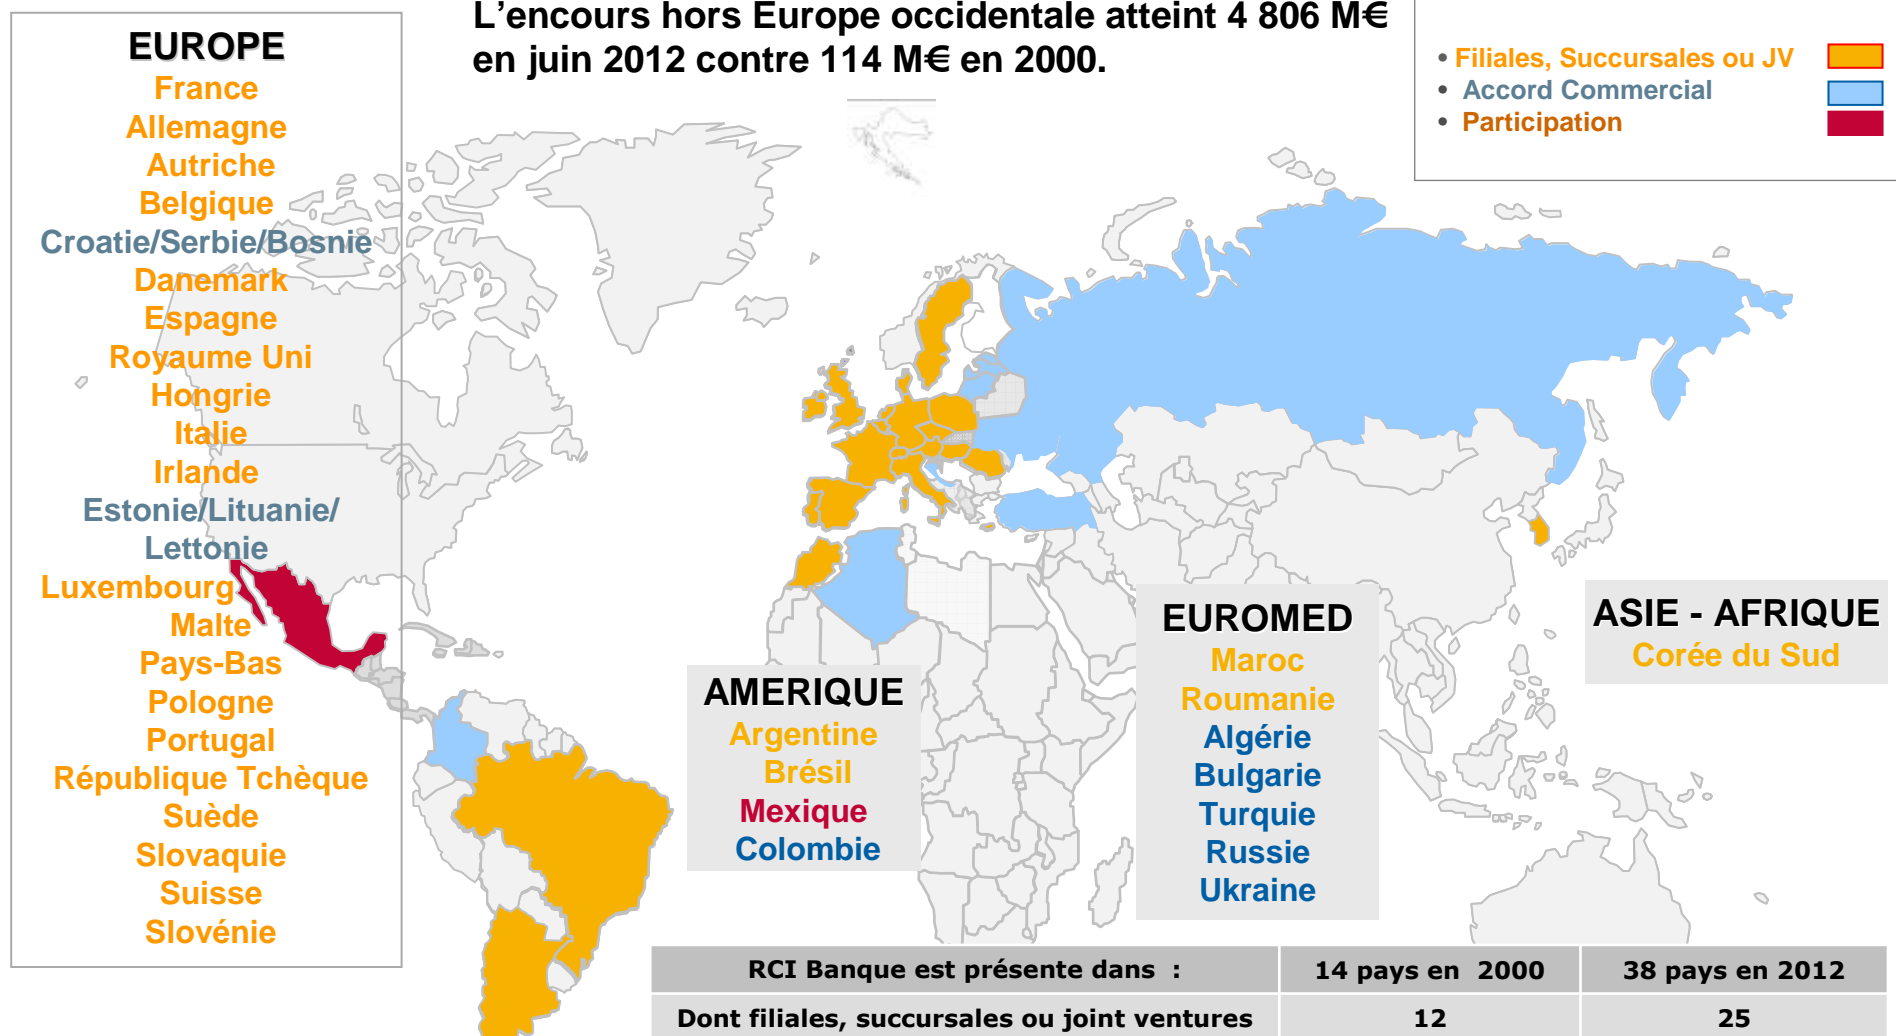 L'encours hors Europe occidentale atteint 4 806 M€
en juin 2012 contre 114 M€ en 2000.
• Filiales, Succursales ou JV
• Accord Commercial
• Participation
EUROPE
France
Allemagne
Autriche
Belgique
Croatie/Serbie/Bosnie
Danemark
Espagne
Royaume Uni
Hongrie
Italie
Irlande
Estonie/Lituanie/
Lettonie
Luxembourg
Malte
Pays-Bas
Pologne
Portugal
République Tchèque
Suède
Slovaquie
Suisse
Slovénie
AMERIQUE
Argentine
Brésil
Mexique
Colombie
EUROMED
Maroc
Roumanie
Algérie
Bulgarie
Turquie
Russie
Ukraine
ASIE - AFRIQUE
Corée du Sud
RCI Banque est présente dans : 14 pays en 2000 38 pays en 2012
Dont filiales, succursales ou joint ventures 12 25